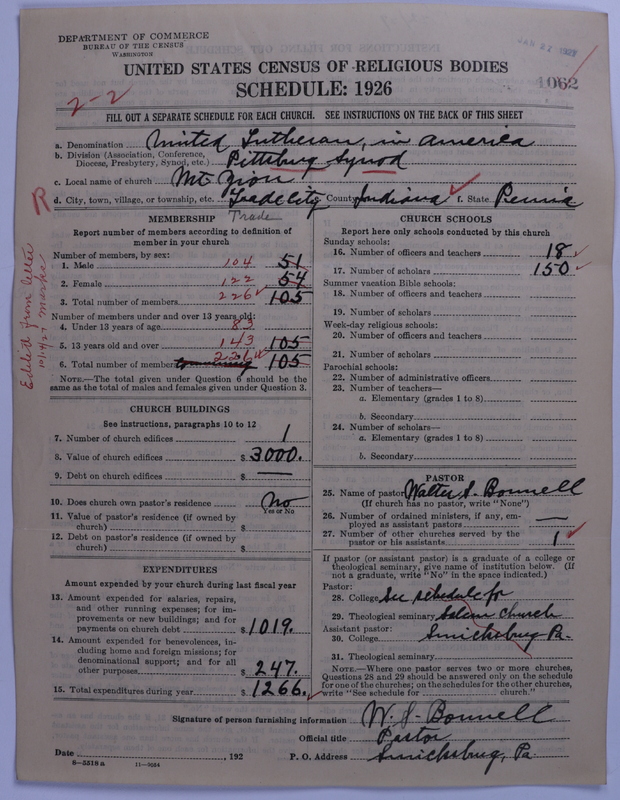 DEPARTMENT OF COMMERCE
BUREAU OF THE CENSUS
WASHINGTON
JAN 27 1927
UNITED STATES CENSUS OF RELIGIOUS BODIES
1062
SCHEDULE: 1926
2-2
FILL OUT A SEPARATE SCHEDULE FOR EACH CHURCH. SEE INSTRUCTIONS ON THE BACK OF THIS SHEET
a. Denomination United Lutheran, in America
b. Division (Association, Conference, Diocese, Presbytery, Synod, etc.) Pittsburg Synod
c. Local name of church Mt Zion
d. City, town, village, or township, etc. Tradecity County Indiana f. State Penna
Trade
MEMBERSHIP
Report number of members according to definition of
member in your church
Number of members, by sex:
1. Male 104 51
2. Female 122 54
3. Total number of members 226 105
Number of members under and over 13 years old:
4. Under 13 years of age 83
5. 13 years old and over 143 105
6. Total number of members 226 105
NOTE.—The total given under Question 6 should be the
same as the total of males and females given under Question 3.
Edited from letter
CHURCH BUILDINGS
See instructions, paragraphs 10 to 12
7. Number of church edifices 1
8. Value of church edifices $ 3000.
9. Debt on church edifices $ —
10. Does church own pastor's residence No
Yes or No
11. Value of pastor's residence (if owned by
church) $
12. Debt on pastor's residence (if owned by
church) $
EXPENDITURES
Amount expended by your church during last fiscal year
13. Amount expended for salaries, repairs,
and other running expenses; for im-
provements or new buildings; and for
payments on church debt $ 1019.
14. Amount expended for benevolences, in-
cluding home and foreign missions; for
denominational support; and for all
other purposes $ 247.
15. Total expenditures during year $ 1266.
CHURCH SCHOOLS
Report here only schools conducted by this church
Sunday schools:
16. Number of officers and teachers 18
17. Number of scholars 150
Summer vacation Bible schools:
18. Number of officers and teachers
19. Number of scholars
Week-day religious schools:
20. Number of officers and teachers
21. Number of scholars
Parochial schools:
22. Number of administrative officers
23. Number of teachers—
a. Elementary (grades 1 to 8)
b. Secondary
24. Number of scholars—
a. Elementary (grades 1 to 8)
b. Secondary
PASTOR
25. Name of pastor Walter J. Bonnell
(If church has no pastor, write "None")
26. Number of ordained ministers, if any, em-
ployed as assistant pastors —
27. Number of other churches served by the
pastor or his assistants 1
If pastor (or assistant pastor) is a graduate of a college or
theological seminary, give name of institution below. (If
not a graduate, write "No" in the space indicated.)
Pastor:
28. College See schedule for
29. Theological seminary Salem Church
Assistant pastor:
30. College Smicksburg Pa.
31. Theological seminary
NOTE.—Where one pastor serves two or more churches,
Questions 28 and 29 should be answered only on the schedule
for one of the churches; on the schedules for the other churches,
write "See schedule for church."
Signature of person furnishing information W. J. Bonnell
Official title Pastor
Date , 192 P. O. Address Smicksburg, Pa.
8—5518 a 11—9054